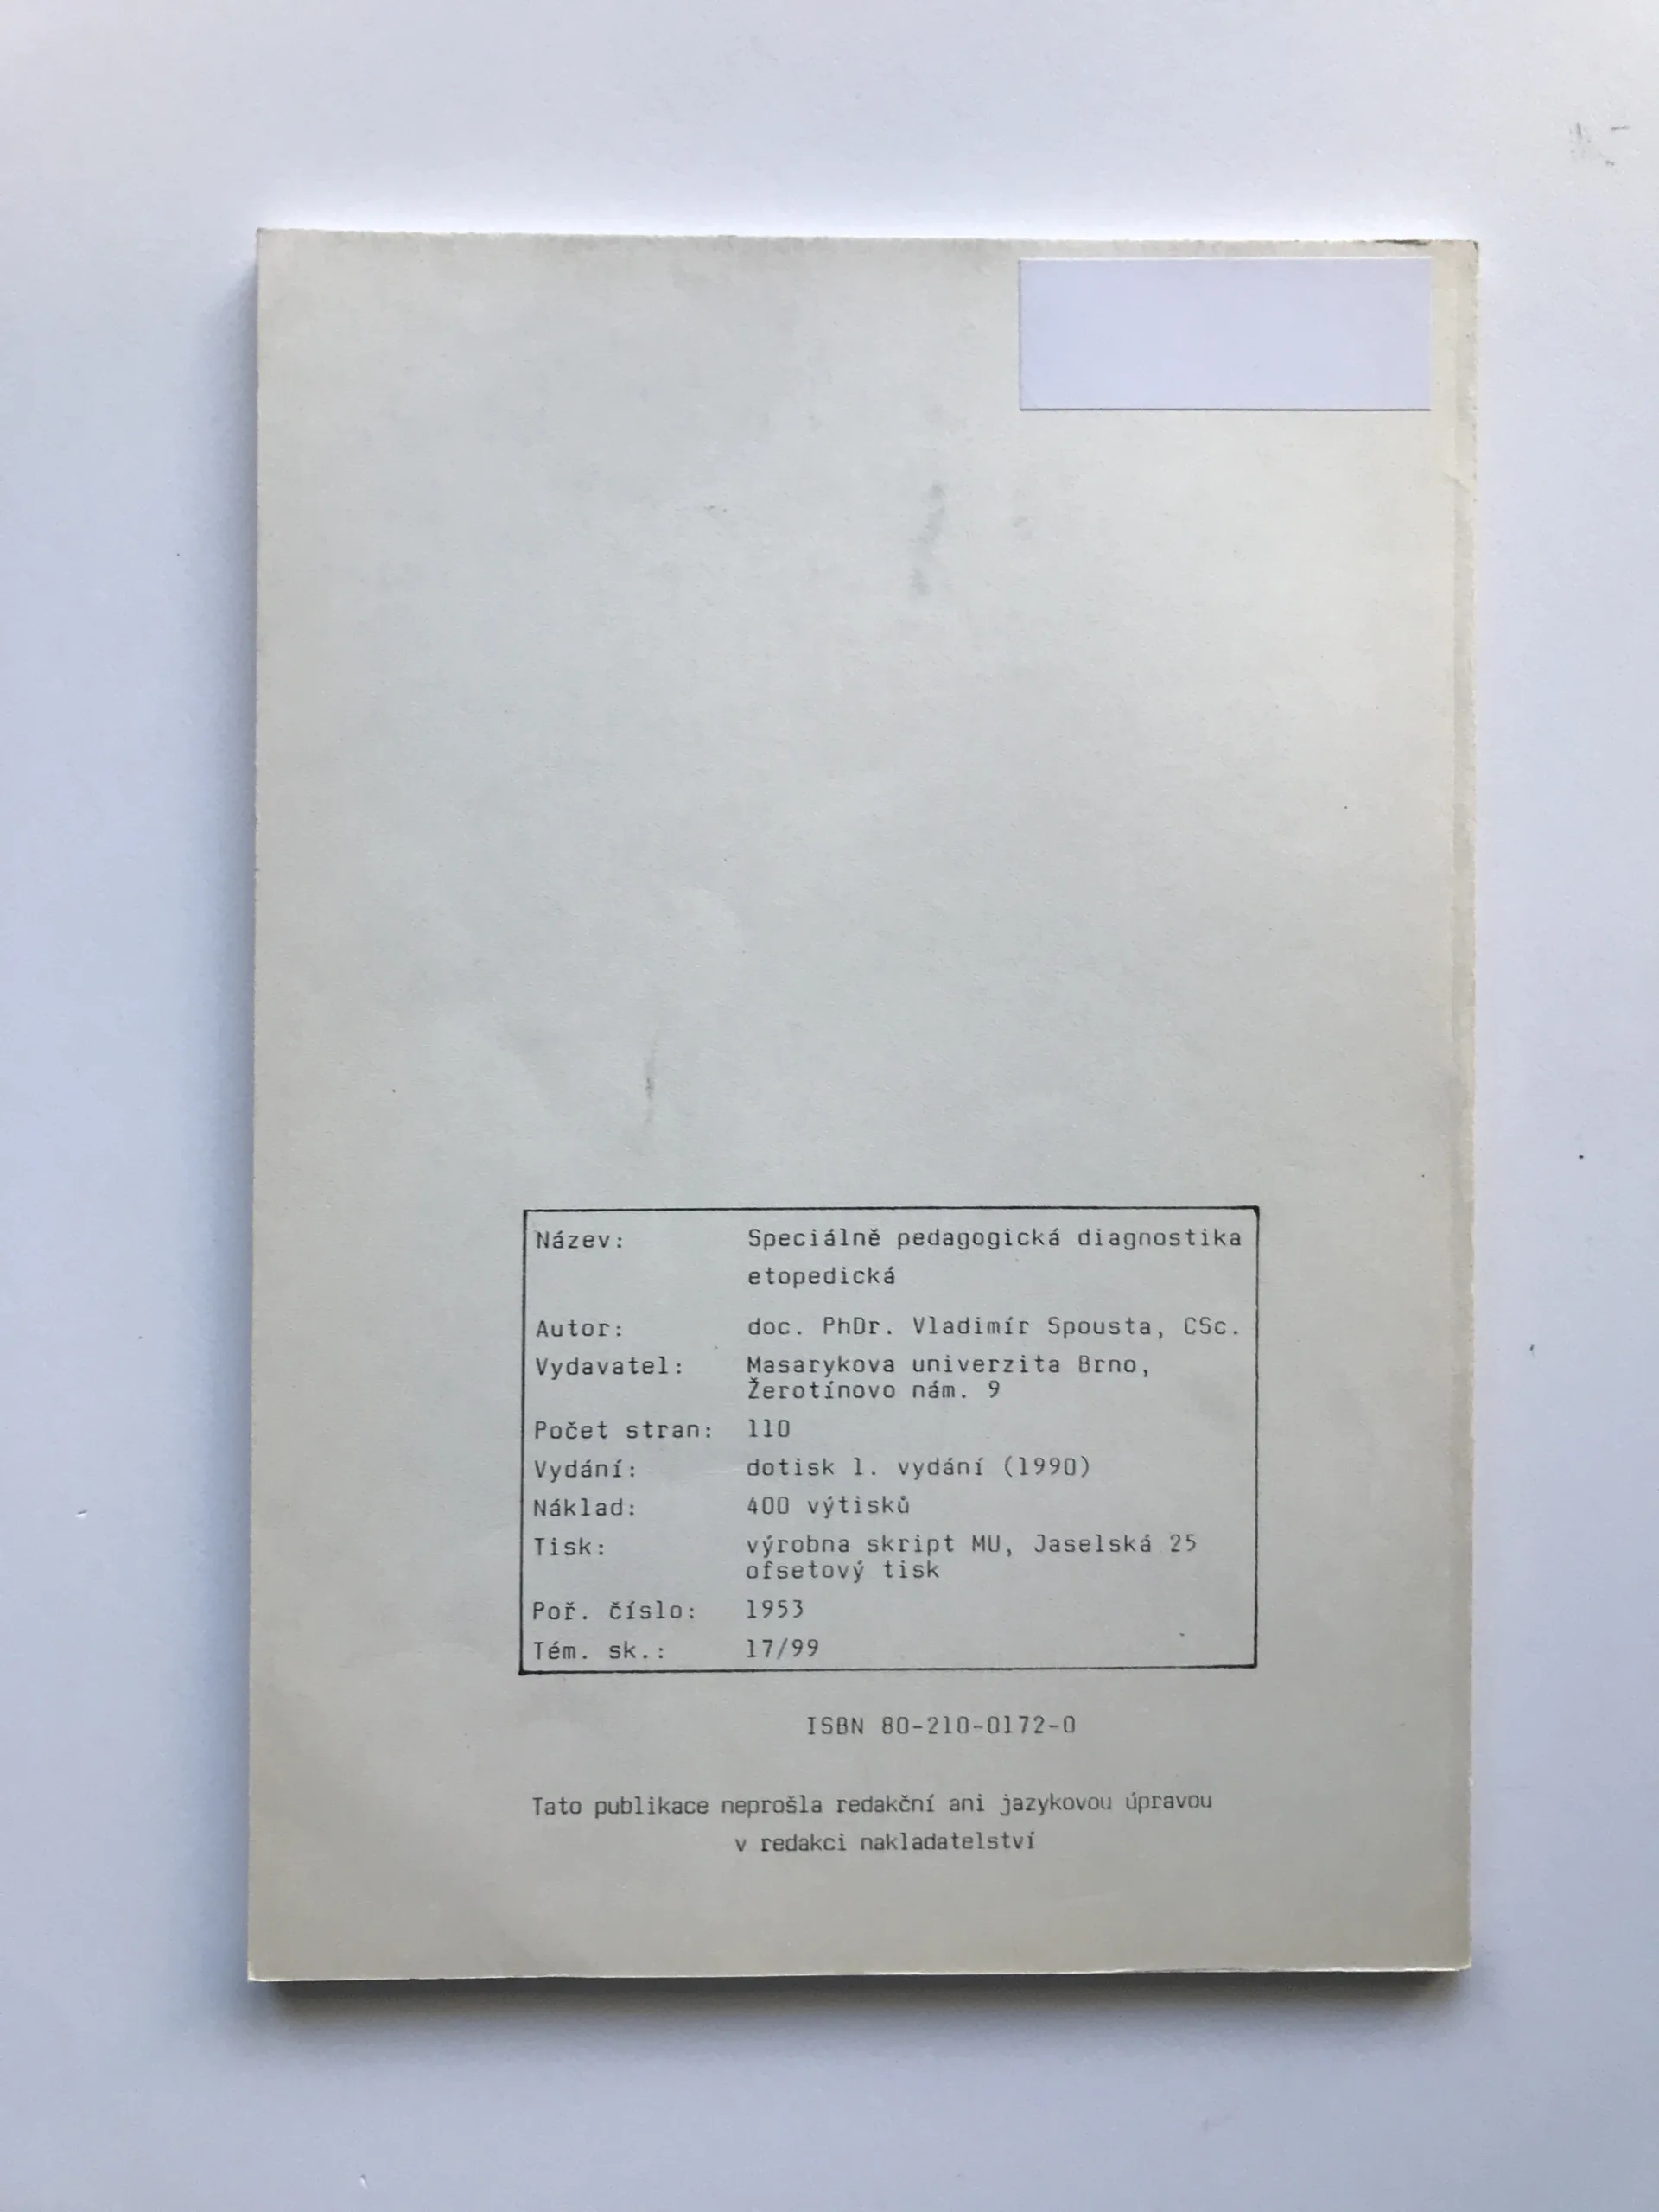 Název: Speciálně pedagogická diagnostika
etopedická
Autor: doc. PhDr. Vladimír Spousta, CSc.
Vydavatel: Masarykova univerzita Brno,
Žerotínovo nám. 9
Počet stran: 110
Vydání: dotisk 1. vydání (1990)
Náklad: 400 výtisků
Tisk: výrobna skript MU, Jaselská 25
ofsetový tisk
Poř. číslo: 1953
Tém. sk.: 17/99
ISBN 80-210-0172-0
Tato publikace neprošla redakční ani jazykovou úpravou
v redakci nakladatelství